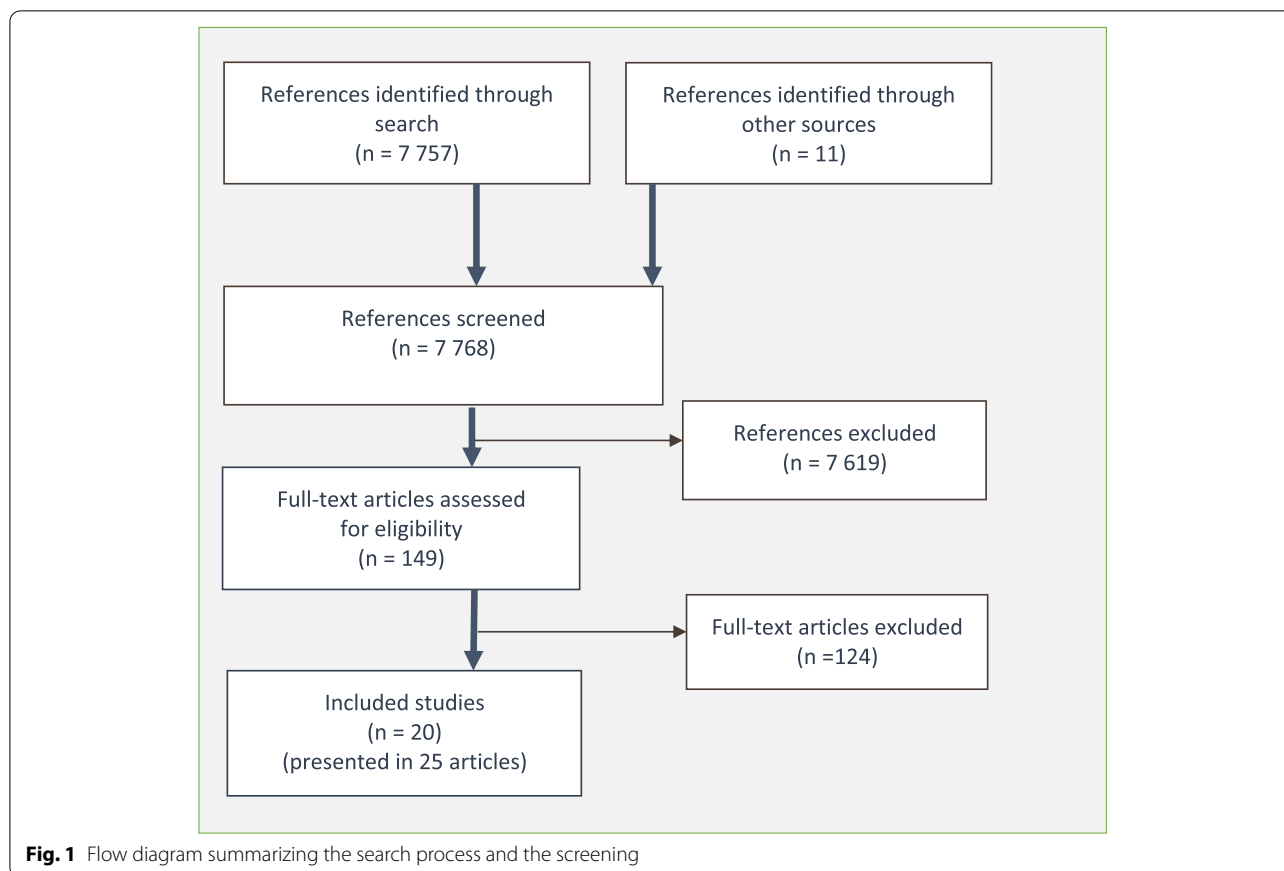 References identified through
search
(n = 7 757)
References identified through
other sources
(n = 11)
References screened
(n = 7 768)
References excluded
(n = 7 619)
Full-text articles assessed
for eligibility
(n = 149)
Full-text articles excluded
(n =124)
Included studies
(n = 20)
(presented in 25 articles)
Fig. 1 Flow diagram summarizing the search process and the screening